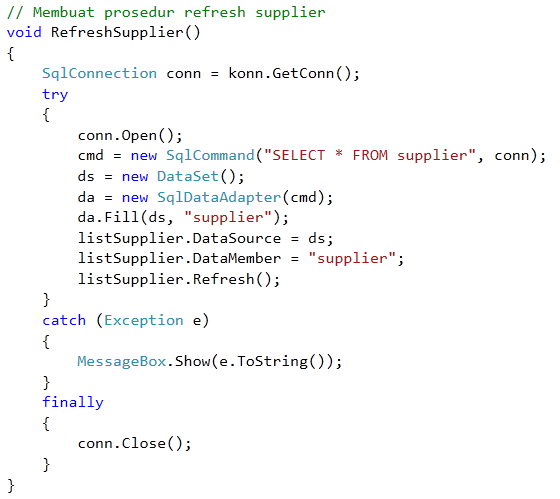 // Membuat prosedur refresh supplier
void RefreshSupplier()
{
    SqlConnection conn = konn.GetConn();
    try
    {
        conn.Open();
        cmd = new SqlCommand("SELECT * FROM supplier", conn);
        ds = new DataSet();
        da = new SqlDataAdapter(cmd);
        da.Fill(ds, "supplier");
        listSupplier.DataSource = ds;
        listSupplier.DataMember = "supplier";
        listSupplier.Refresh();
    }
    catch (Exception e)
    {
        MessageBox.Show(e.ToString());
    }
    finally
    {
        conn.Close();
    }
}